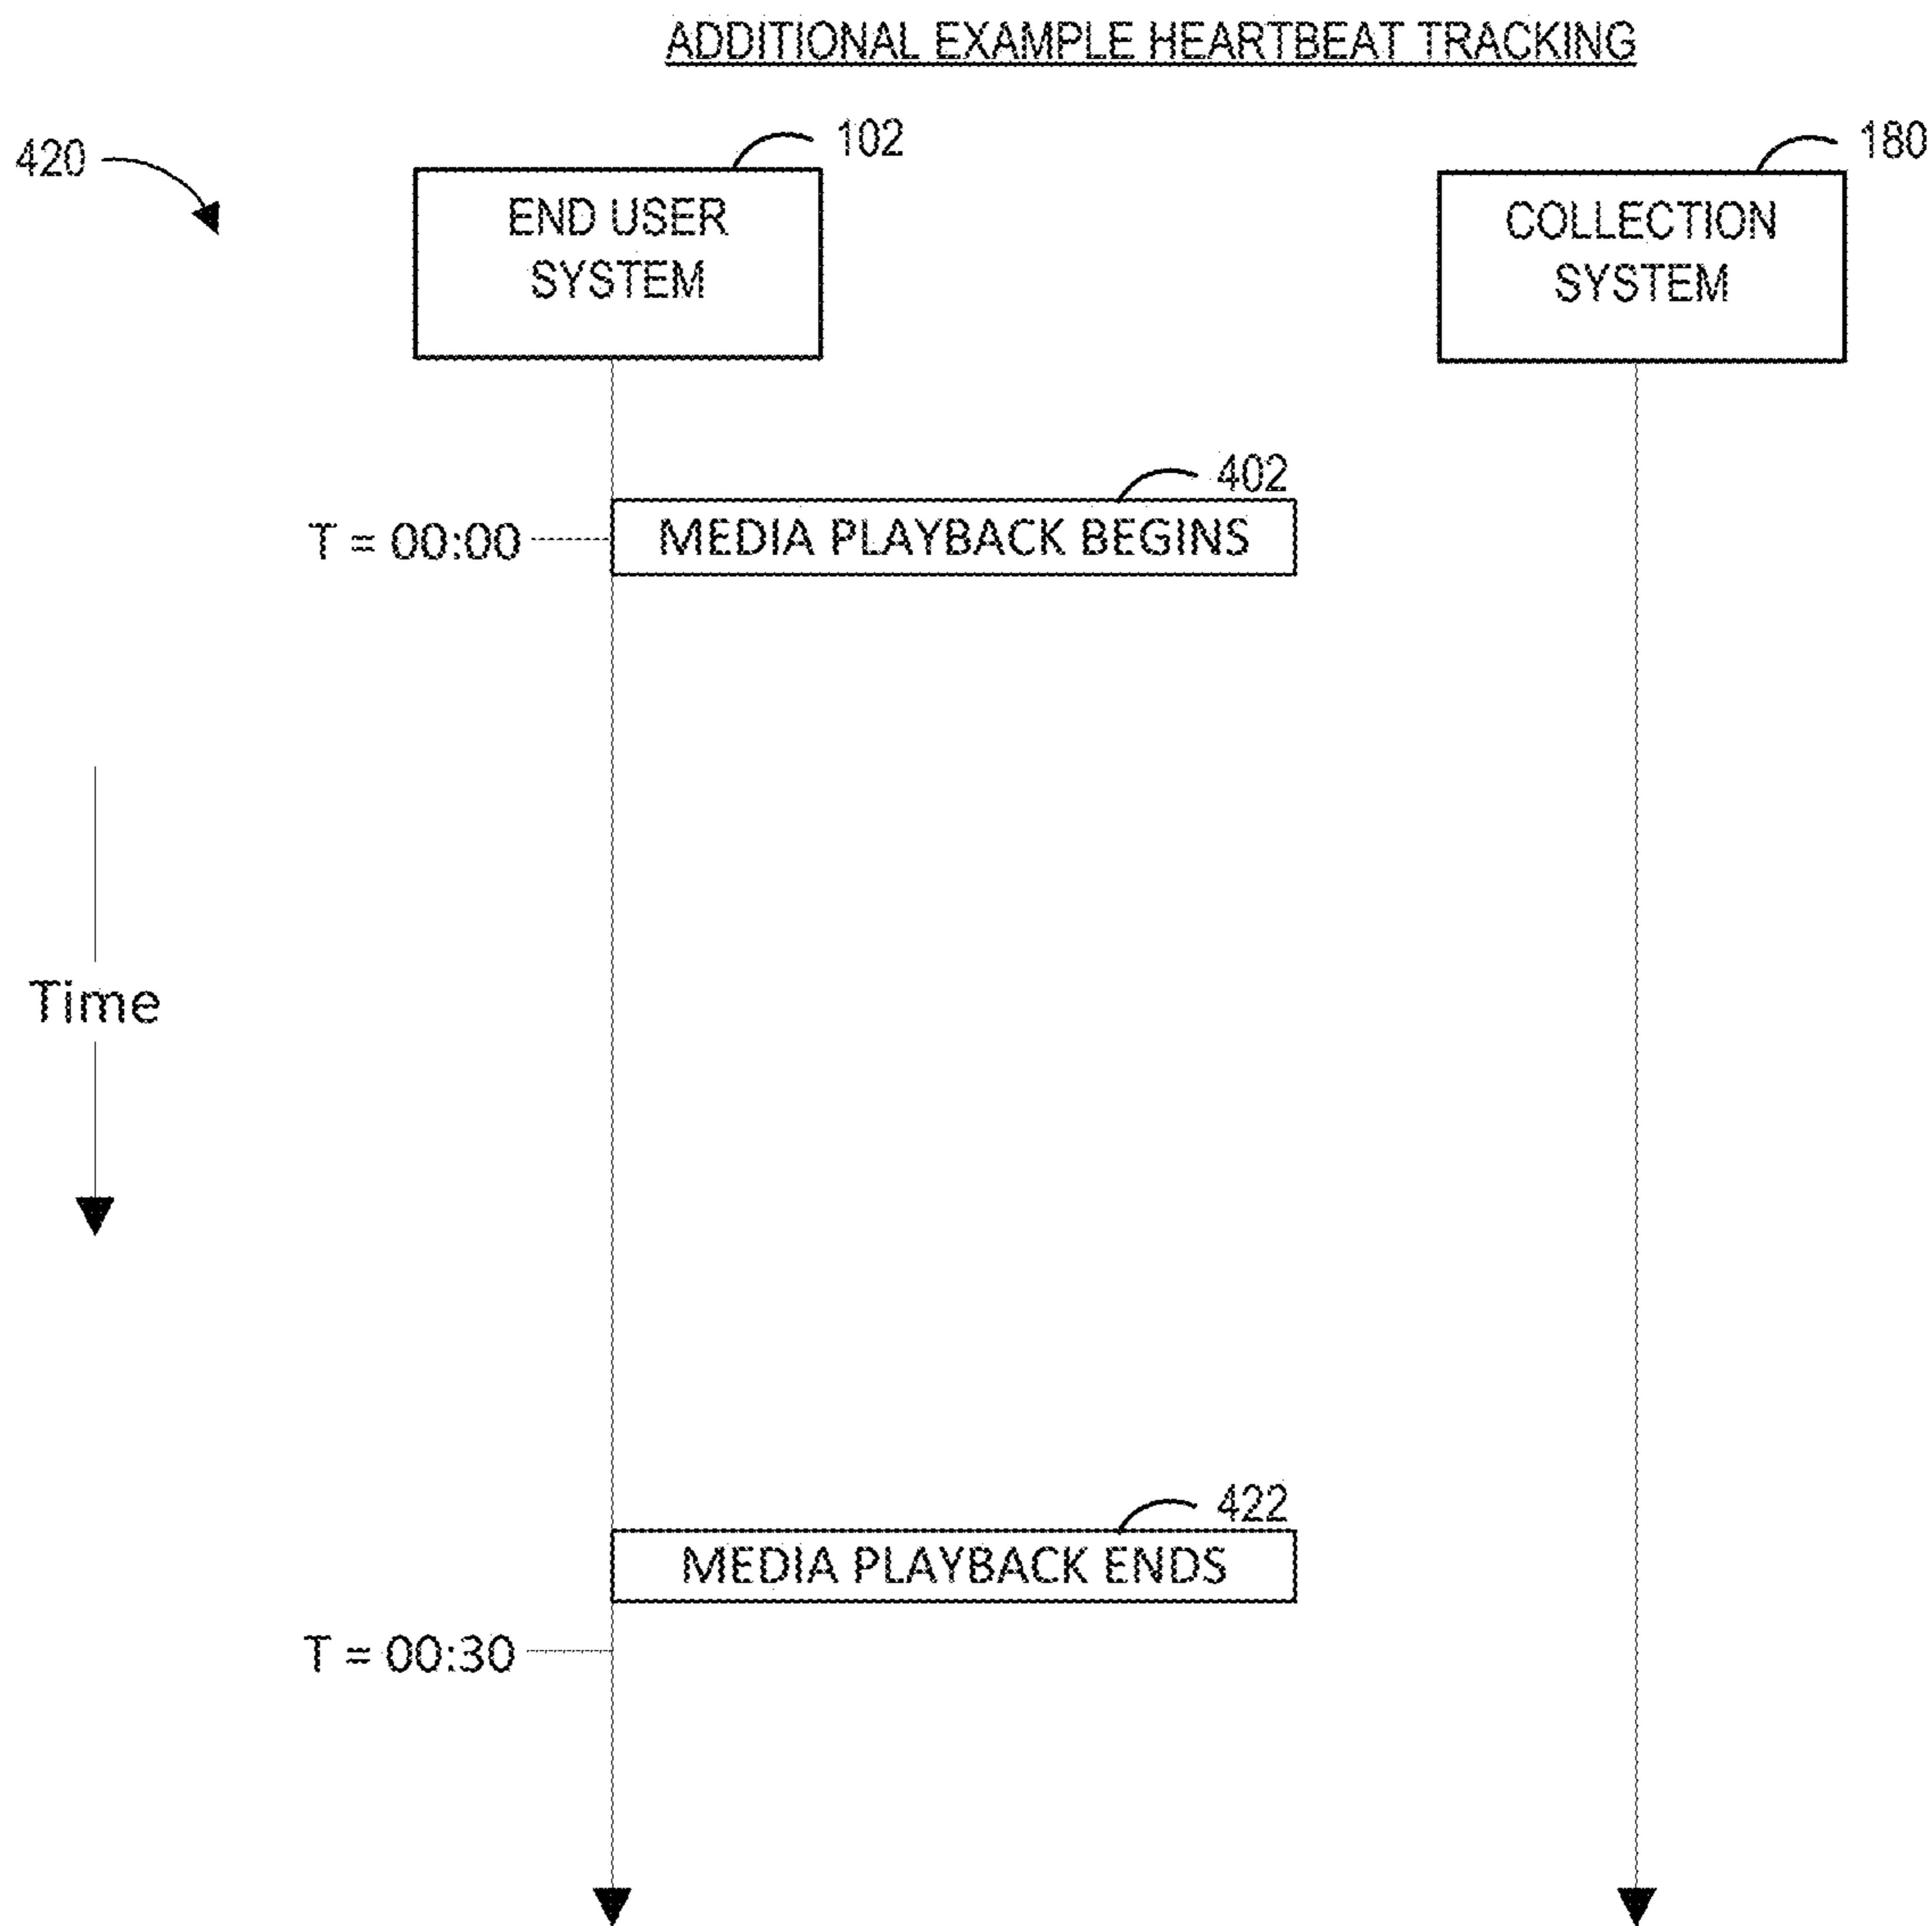 ADDITIONAL EXAMPLE HEARTBEAT TRACKING
420
102
180
END USER
SYSTEM
COLLECTION
SYSTEM
402
T = 00:00
MEDIA PLAYBACK BEGINS
Time
422
MEDIA PLAYBACK ENDS
T = 00:30